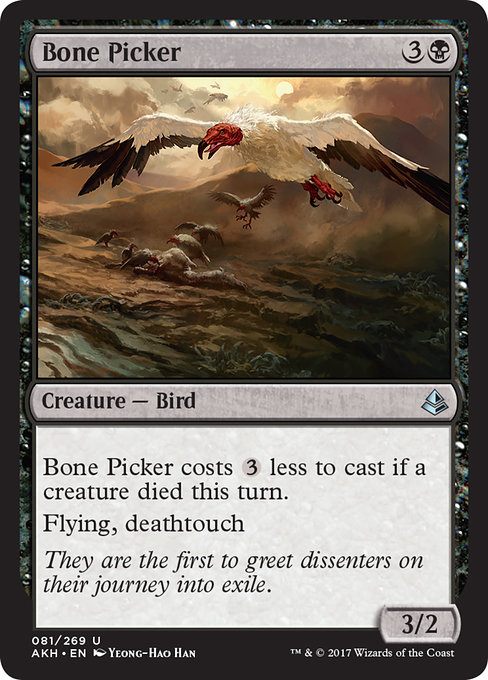 Bone Picker 3
Creature — Bird
Bone Picker costs 3 less to cast if a
creature died this turn.
Flying, deathtouch
They are the first to greet dissenters on
their journey into exile.
3/2
081/269 U
AKH • EN Yeong-Hao Han
™ & © 2017 Wizards of the Coast